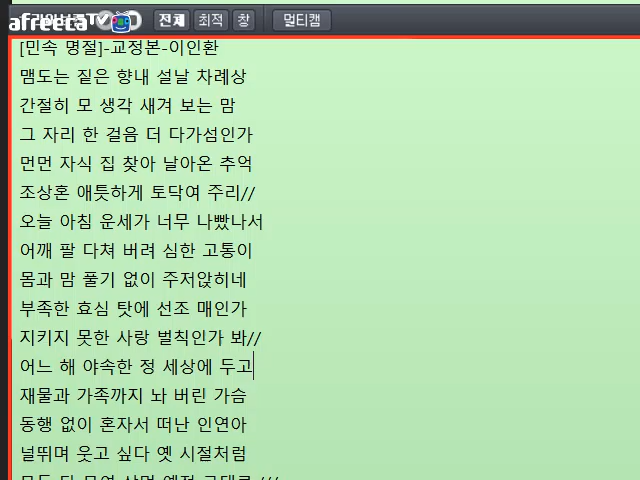 afreecaTV
전체 최적 창 멀티캠
[민속 명절]-교정본-이인환
맴도는 짙은 향내 설날 차례상
간절히 모 생각 새겨 보는 맘
그 자리 한 걸음 더 다가섬인가
먼먼 자식 집 찾아 날아온 추억
조상혼 애틋하게 토닥여 주리//
오늘 아침 운세가 너무 나빴나서
어깨 팔 다쳐 버려 심한 고통이
몸과 맘 풀기 없이 주저앉히네
부족한 효심 탓에 선조 매인가
지키지 못한 사랑 벌칙인가 봐//
어느 해 야속한 정 세상에 두고
재물과 가족까지 놔 버린 가슴
동행 없이 혼자서 떠난 인연아
널뛰며 웃고 싶다 옛 시절처럼